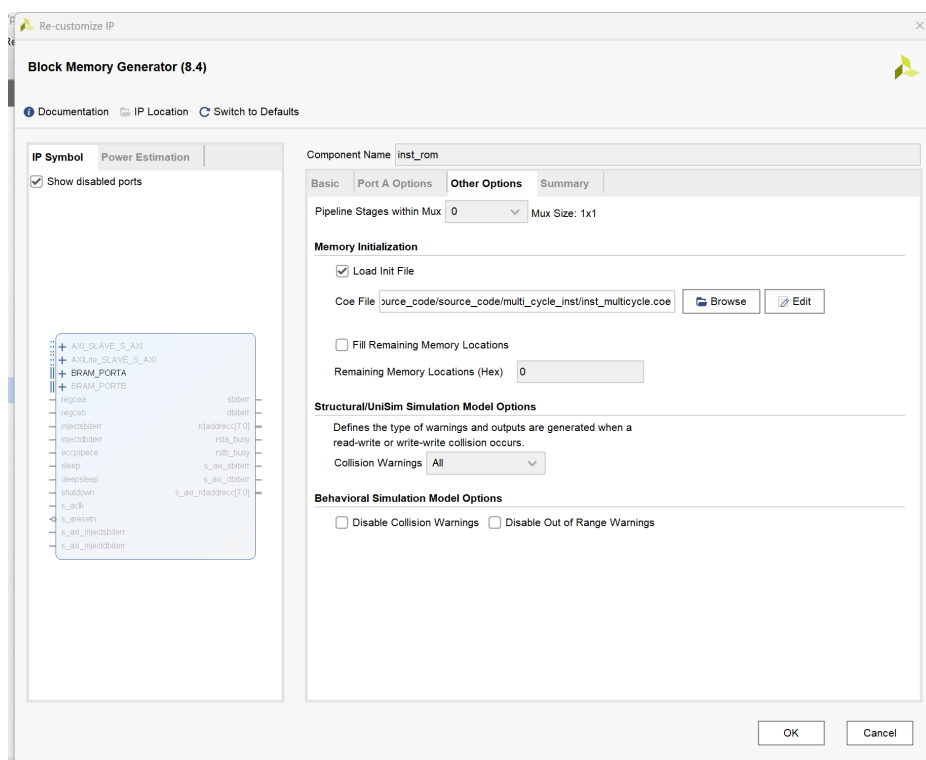 Re-customize IP
Block Memory Generator (8.4)
Documentation IP Location Switch to Defaults
IP Symbol Power Estimation
Show disabled ports
AXI_SLAVE_S_AXI
AXILite_SLAVE_S_AXI
BRAM_PORTA
BRAM_PORTB
regcea sbiterr
regceb dbiterr
injectsbiterr rdaddrecc[7:0]
injectdbiterr rsta_busy
eccpipece rstb_busy
sleep s_axi_sbiterr
deepsleep s_axi_dbiterr
shutdown s_axi_rdaddrecc[7:0]
s_aclk
s_aresetn
s_axi_injectsbiterr
s_axi_injectdbiterr
Component Name inst_rom
Basic Port A Options Other Options Summary
Pipeline Stages within Mux 0 Mux Size: 1x1
Memory Initialization
Load Init File
Coe File ource_code/source_code/multi_cycle_inst/inst_multicycle.coe Browse Edit
Fill Remaining Memory Locations
Remaining Memory Locations (Hex) 0
Structural/UniSim Simulation Model Options
Defines the type of warnings and outputs are generated when a
read-write or write-write collision occurs.
Collision Warnings All
Behavioral Simulation Model Options
Disable Collision Warnings Disable Out of Range Warnings
OK Cancel